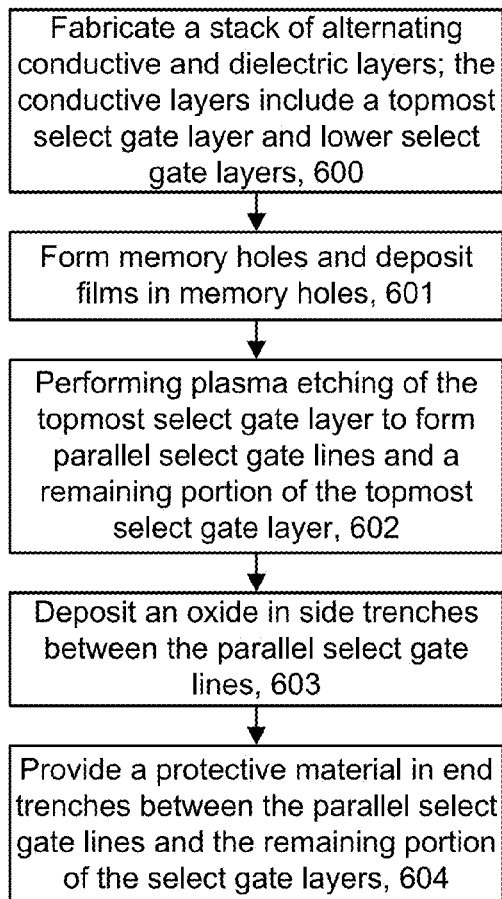 Fabricate a stack of alternating
conductive and dielectric layers; the
conductive layers include a topmost
select gate layer and lower select
gate layers, 600
Form memory holes and deposit
films in memory holes, 601
Performing plasma etching of the
topmost select gate layer to form
parallel select gate lines and a
remaining portion of the topmost
select gate layer, 602
Deposit an oxide in side trenches
between the parallel select gate
lines, 603
Provide a protective material in end
trenches between the parallel select
gate lines and the remaining portion
of the select gate layers, 604